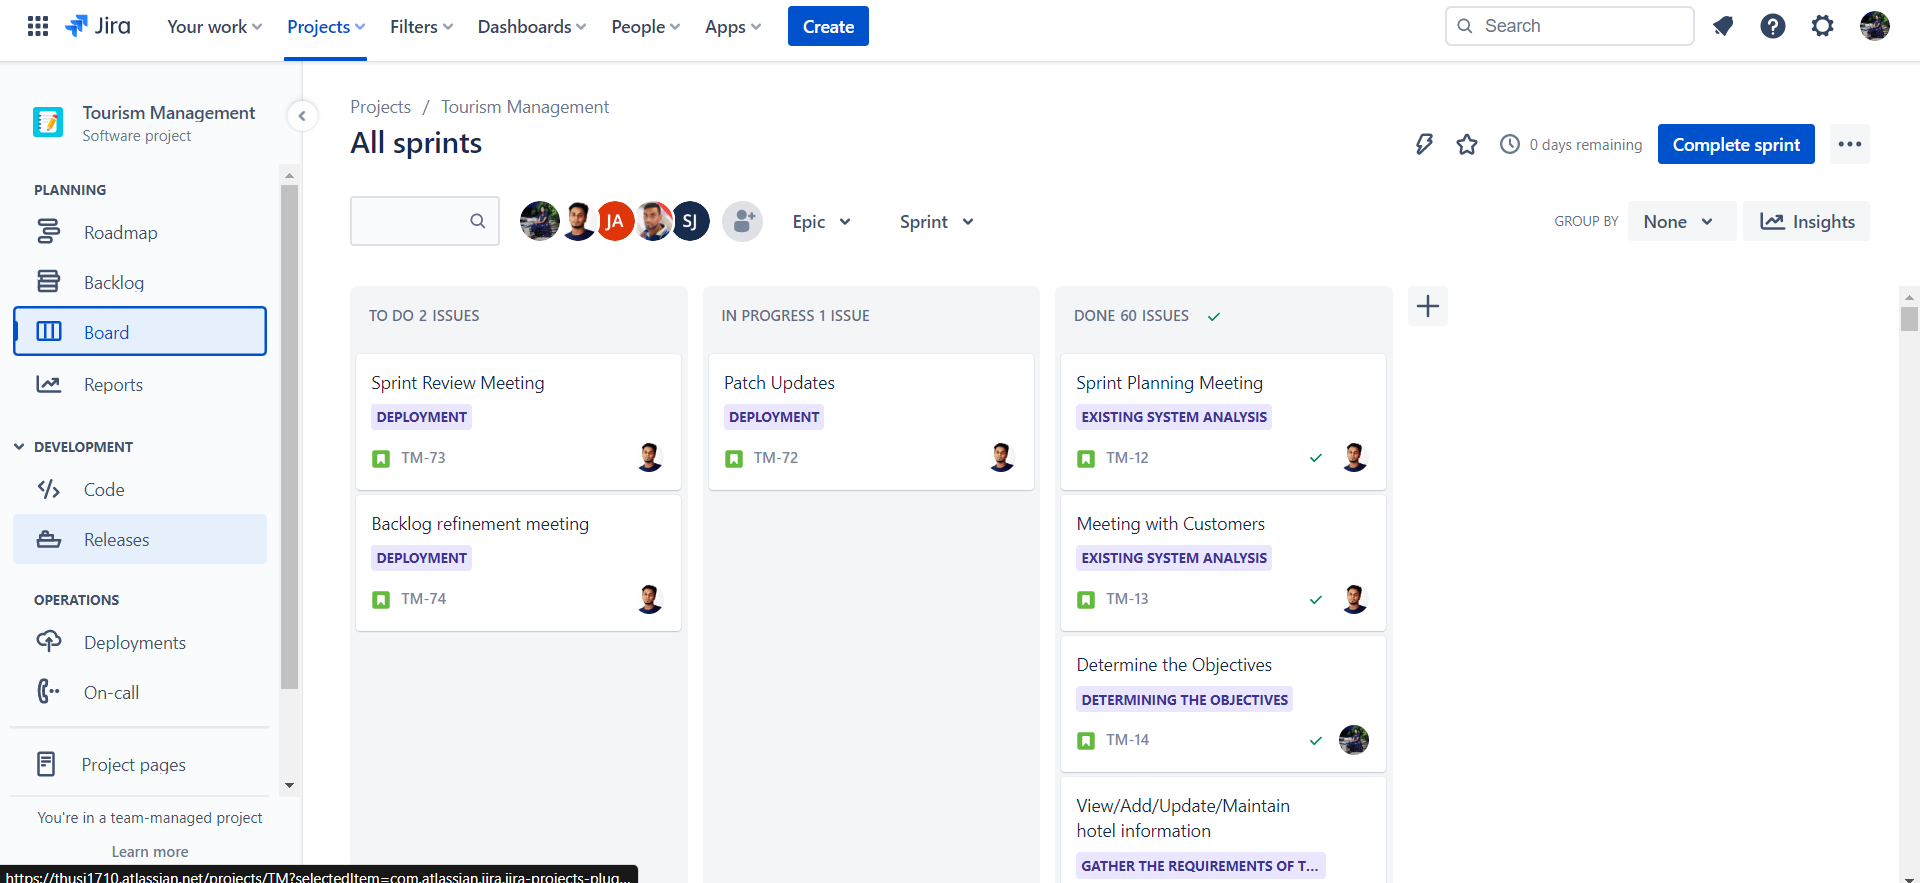 Jira
Your work
Projects
Filters
Dashboards
People
Apps
Create
Search
Tourism Management
Software project
PLANNING
Roadmap
Backlog
Board
Reports
DEVELOPMENT
Code
Releases
OPERATIONS
Deployments
On-call
Project pages
You're in a team-managed project
Learn more
https://thusi1710.atlassian.net/projects/TM?selectedItem=com.atlassian.jira.jira-projects-plug...
Projects / Tourism Management
All sprints
0 days remaining
Complete sprint
JA
SJ
Epic
Sprint
GROUP BY
None
Insights
TO DO 2 ISSUES
Sprint Review Meeting
DEPLOYMENT
TM-73
Backlog refinement meeting
DEPLOYMENT
TM-74
IN PROGRESS 1 ISSUE
Patch Updates
DEPLOYMENT
TM-72
DONE 60 ISSUES
Sprint Planning Meeting
EXISTING SYSTEM ANALYSIS
TM-12
Meeting with Customers
EXISTING SYSTEM ANALYSIS
TM-13
Determine the Objectives
DETERMINING THE OBJECTIVES
TM-14
View/Add/Update/Maintain
hotel information
GATHER THE REQUIREMENTS OF T...